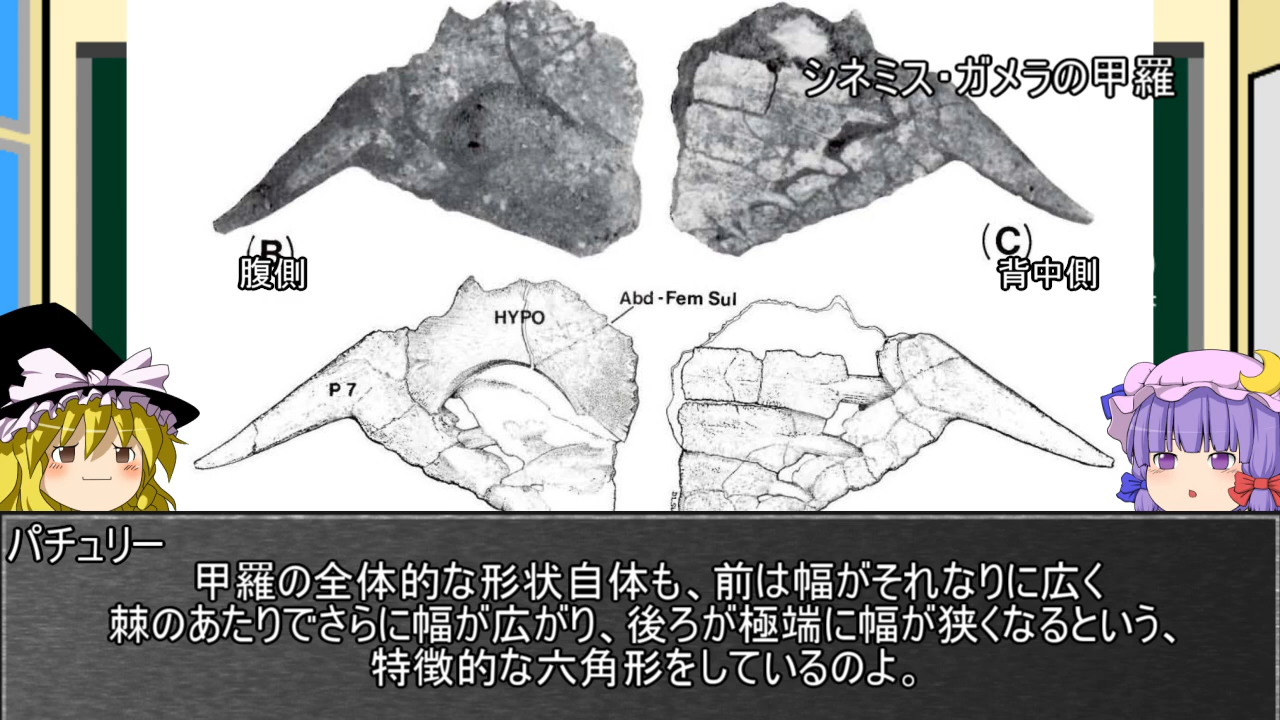 シネミス・ガメラの甲羅
(B)
腹側
(C)
背中側
Abd-Fem Sul
HYPO
P 7
パチュリー
甲羅の全体的な形状自体も、前は幅がそれなりに広く
棘のあたりでさらに幅が広がり、後ろが極端に幅が狭くなるという、
特徴的な六角形をしているのよ。